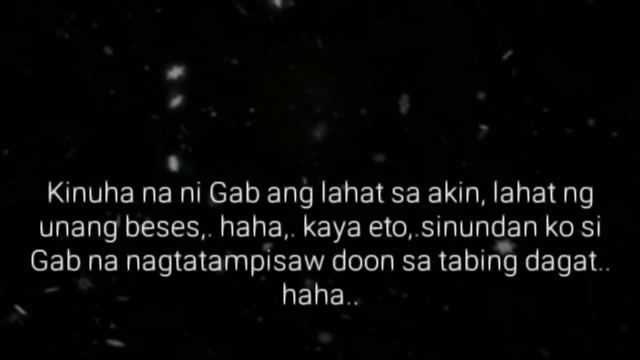 Kinuha na ni Gab ang lahat sa akin, lahat ng
unang beses,. haha,. kaya eto,.sinundan ko si
Gab na nagtatampisaw doon sa tabing dagat..
haha..